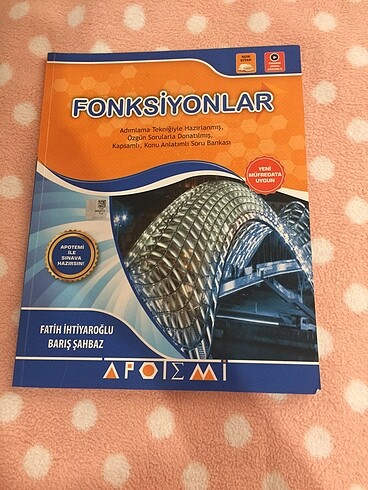 FONKSİYONLAR
Adımlama Tekniğiyle Hazırlanmış,
Özgün Sorularla Donatılmış,
Kapsamlı, Konu Anlatımlı Soru Bankası
YENİ
MÜFREDATA
UYGUN
APOTEMİ
İLE
SINAVA
HAZIRSIN!
FATİH İHTİYAROĞLU
BARIŞ ŞAHBAZ
APOTEMİ